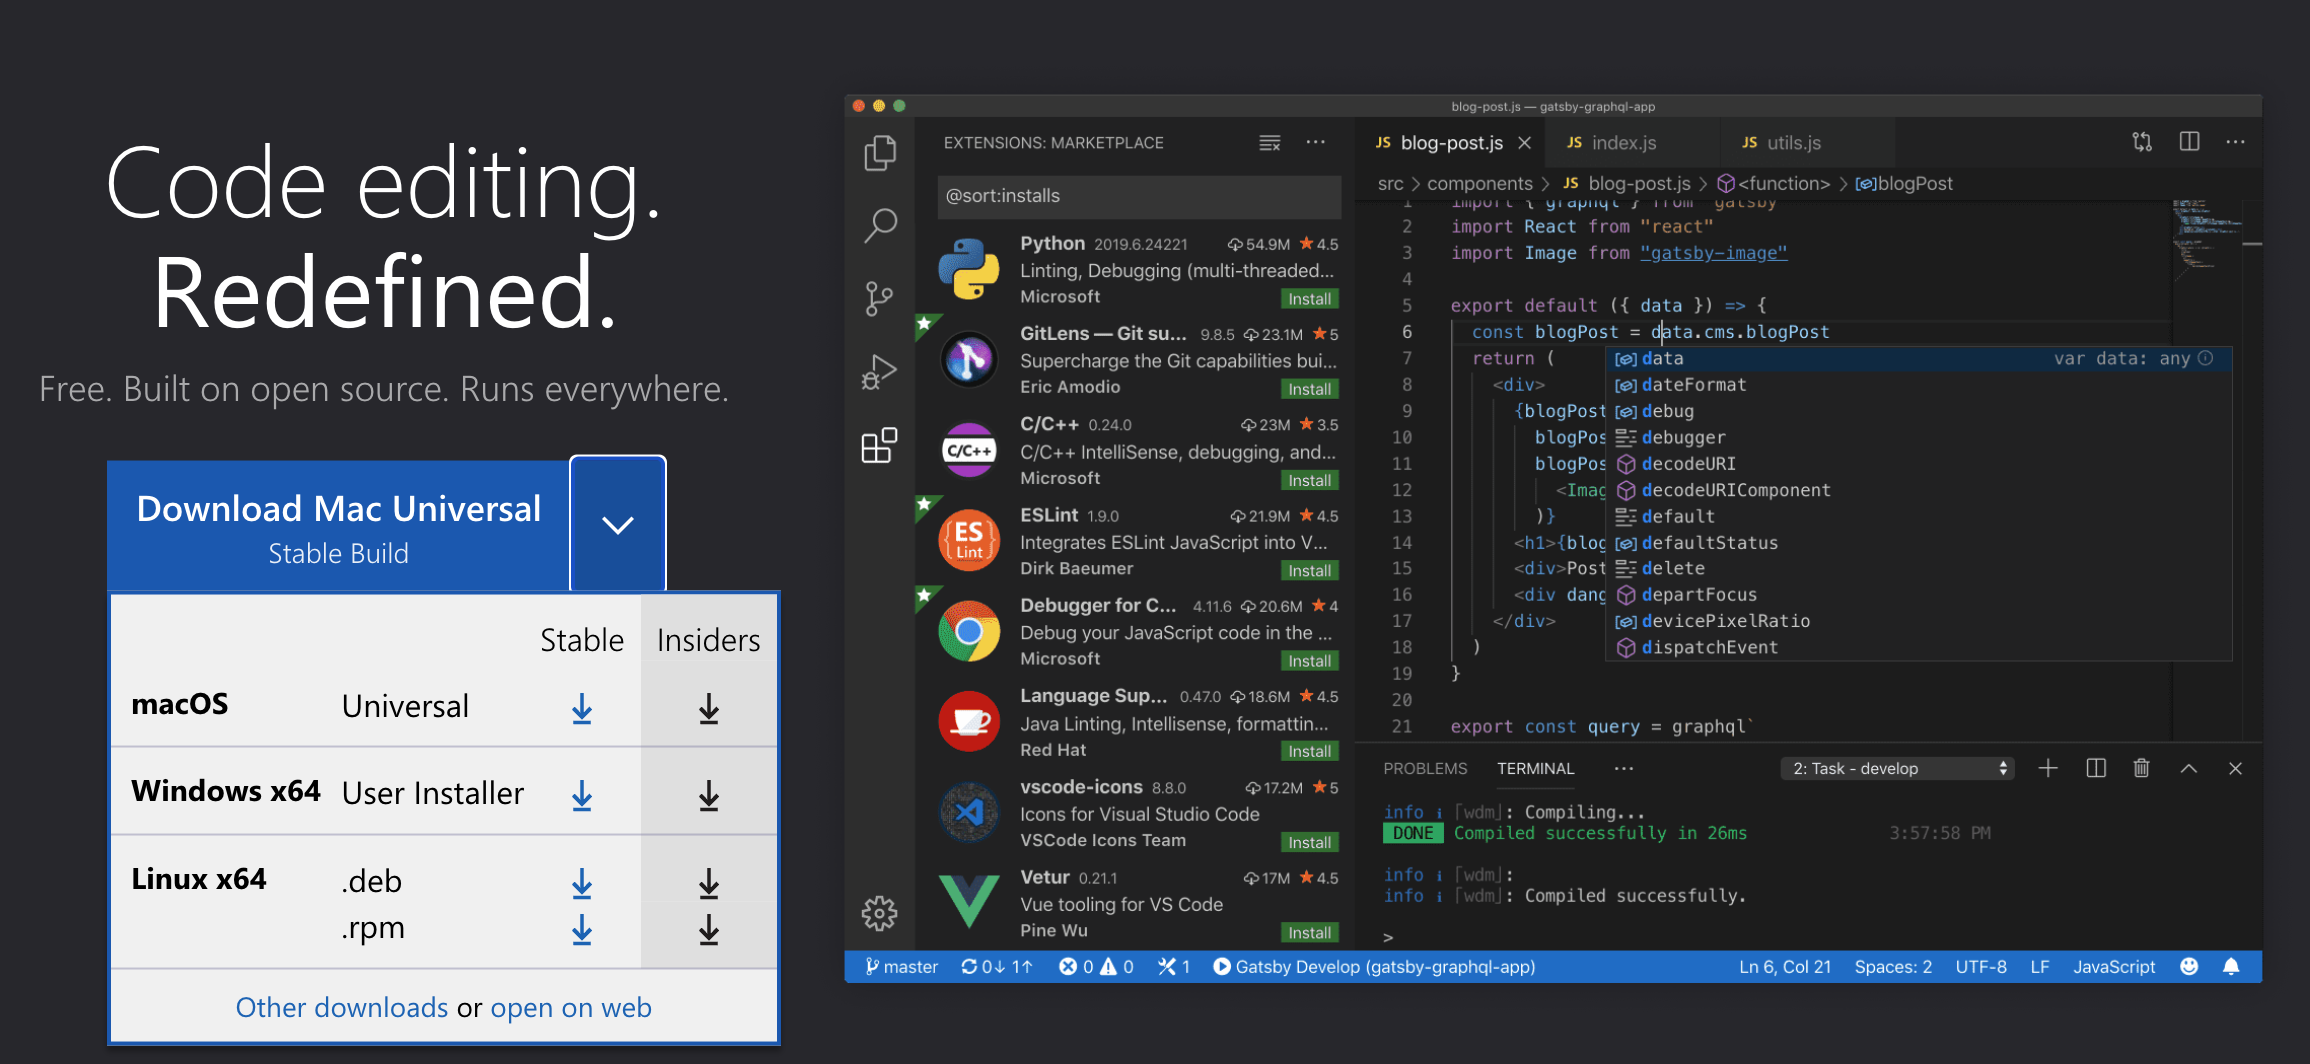 Code editing.
Redefined.
Free. Built on open source. Runs everywhere.
Download Mac Universal
Stable Build
Stable Insiders
macOS Universal
Windows x64 User Installer
Linux x64 .deb
.rpm
Other downloads or open on web
blog-post.js — gatsby-graphql-app
EXTENSIONS: MARKETPLACE
@sort:installs
Python 2019.6.24221 54.9M 4.5
Linting, Debugging (multi-threaded...
Microsoft Install
GitLens — Git su... 9.8.5 23.1M 5
Supercharge the Git capabilities bui...
Eric Amodio Install
C/C++
C/C++ 0.24.0 23M 3.5
C/C++ IntelliSense, debugging, and...
Microsoft Install
ES
Lint
ESLint 1.9.0 21.9M 4.5
Integrates ESLint JavaScript into V...
Dirk Baeumer Install
Debugger for C... 4.11.6 20.6M 4
Debug your JavaScript code in the ...
Microsoft Install
Language Sup... 0.47.0 18.6M 4.5
Java Linting, Intellisense, formattin...
Red Hat Install
vscode-icons 8.8.0 17.2M 5
Icons for Visual Studio Code
VSCode Icons Team Install
Vetur 0.21.1 17M 4.5
Vue tooling for VS Code
Pine Wu Install
JS blog-post.js JS index.js JS utils.js
src > components > JS blog-post.js > <function> > blogPost
1 import { graphql } from "gatsby"
2 import React from "react"
3 import Image from "gatsby-image"
4
5 export default ({ data }) => {
6 const blogPost = data.cms.blogPost
7 return (
8 <div>
9 {blogPost
10 blogPos
11 blogPos
12 <Imag
13 )}
14 <h1>{blog
15 <div>Post
16 <div dang
17 </div>
18 )
19 }
20
21 export const query = graphql`
data var data: any
dateFormat
debug
debugger
decodeURI
decodeURIComponent
default
defaultStatus
delete
departFocus
devicePixelRatio
dispatchEvent
PROBLEMS TERMINAL ... 2: Task - develop
info i ｢wdm｣: Compiling...
DONE Compiled successfully in 26ms 3:57:58 PM
info i ｢wdm｣:
info i ｢wdm｣: Compiled successfully.
>
master 0↓ 1↑ 0 0 1 Gatsby Develop (gatsby-graphql-app) Ln 6, Col 21 Spaces: 2 UTF-8 LF JavaScript